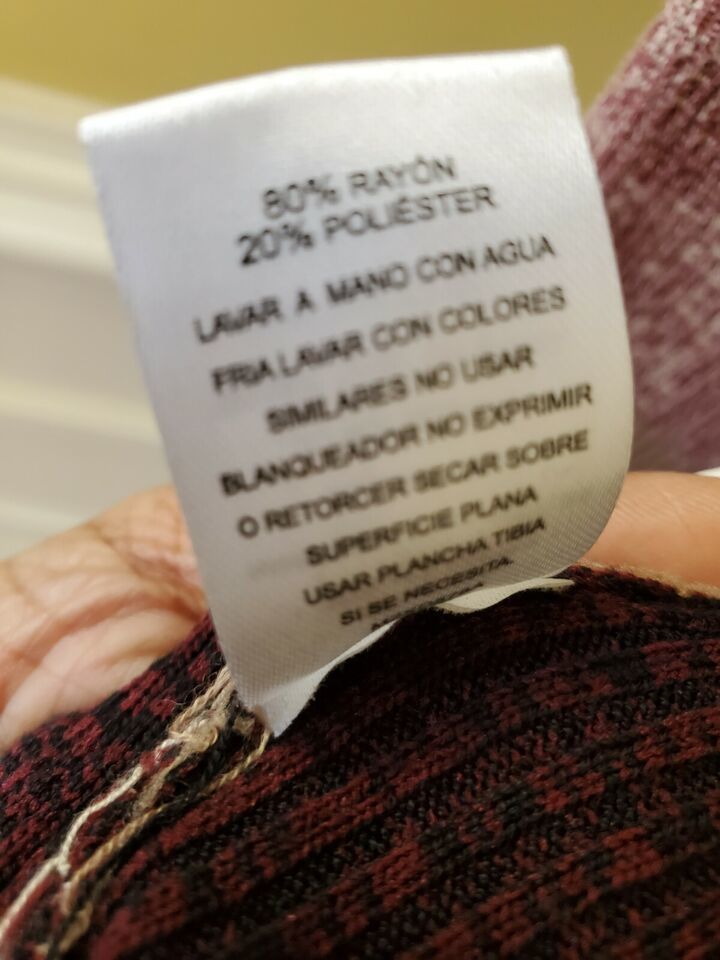 80% RAYÓN
20% POLIÉSTER
LAVAR A MANO CON AGUA
FRIA LAVAR CON COLORES
SIMILARES NO USAR
BLANQUEADOR NO EXPRIMIR
O RETORCER SECAR SOBRE
SUPERFICIE PLANA
USAR PLANCHA TIBIA
SI SE NECESITA.